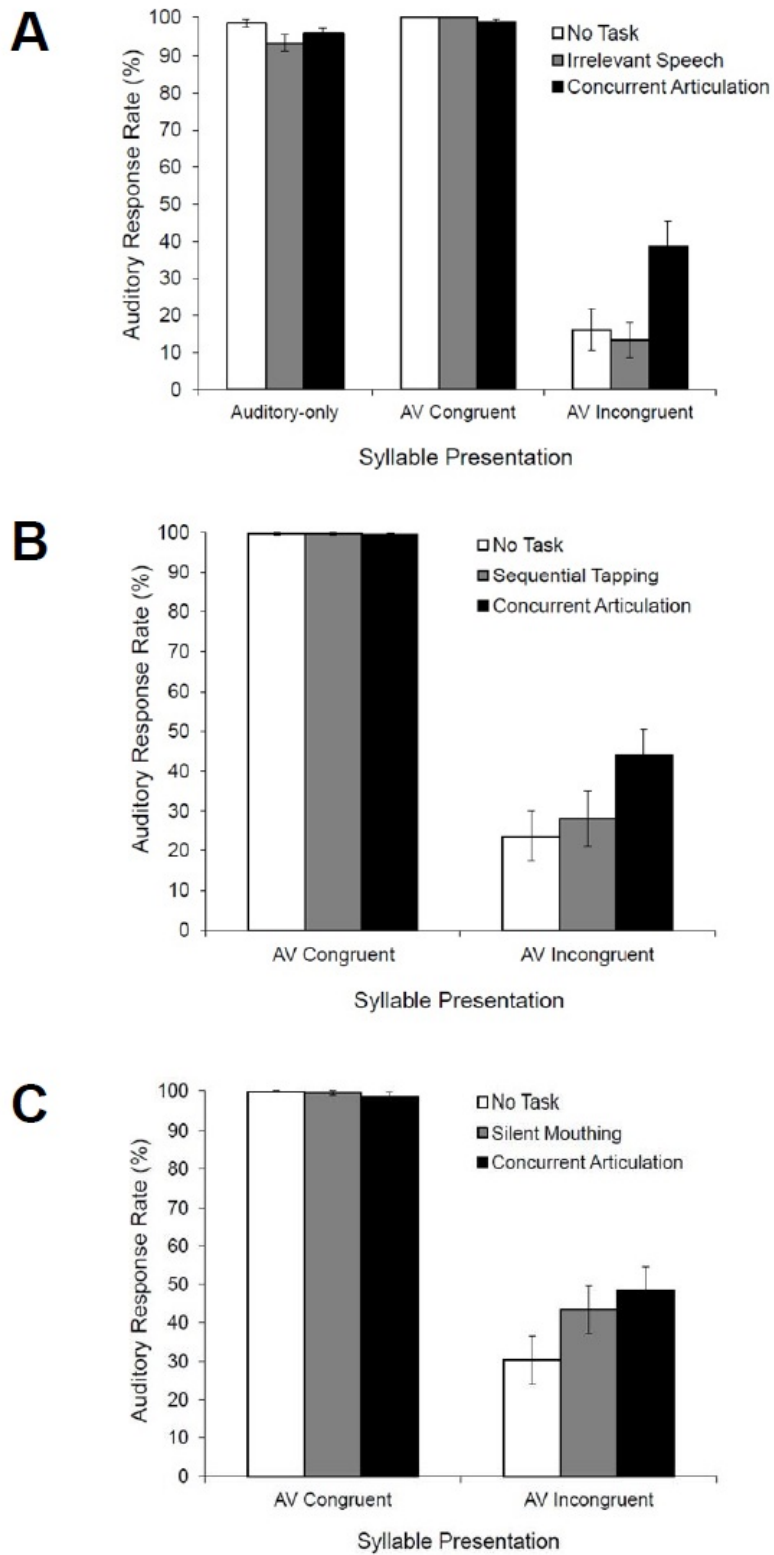 A
Auditory Response Rate (%)
100
90
80
70
60
50
40
30
20
10
0
No Task
Irrelevant Speech
Concurrent Articulation
Auditory-only AV Congruent AV Incongruent
Syllable Presentation
B
Auditory Response Rate (%)
100
90
80
70
60
50
40
30
20
10
0
No Task
Sequential Tapping
Concurrent Articulation
AV Congruent AV Incongruent
Syllable Presentation
C
Auditory Response Rate (%)
100
90
80
70
60
50
40
30
20
10
0
No Task
Silent Mouthing
Concurrent Articulation
AV Congruent AV Incongruent
Syllable Presentation